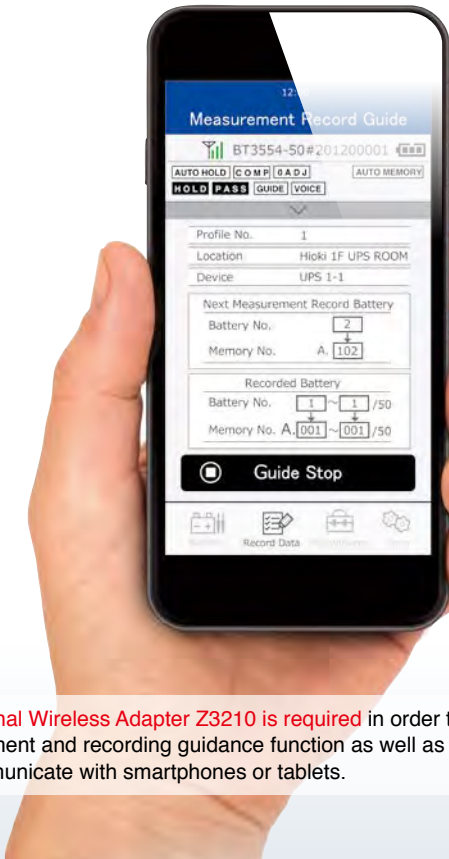 12:
Measurement Record Guide
BT3554-50#201200001
AUTO HOLD COMP 0ADJ AUTO MEMORY
HOLD PASS GUIDE VOICE
Profile No. 1
Location Hioki 1F UPS ROOM
Device UPS 1-1
Next Measurement Record Battery
Battery No. 2
Memory No. A. 102
Recorded Battery
Battery No. 1 ~ 1 /50
Memory No. A. 001 ~ 001 /50
Guide Stop
Record Data
nal Wireless Adapter Z3210 is required in order t
ment and recording guidance function as well as
municate with smartphones or tablets.